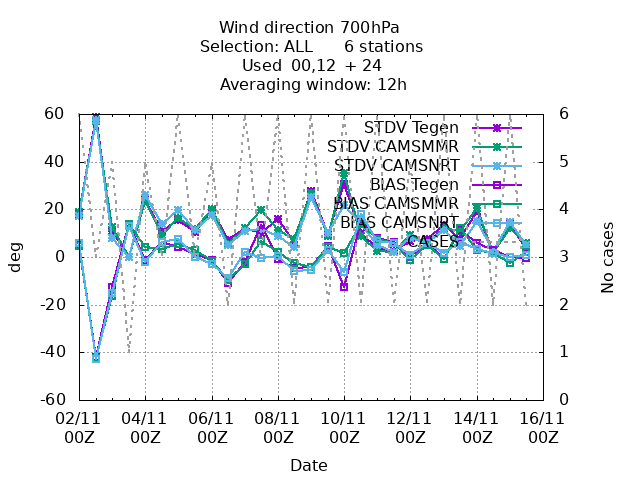 Wind direction 700hPa
Selection: ALL 6 stations
Used 00,12 + 24
Averaging window: 12h
60 6
STDV Tegen
STDV CAMSMMR
40 5
STDV CAMSNRT
BIAS Tegen
BIAS CAMSMMR
20 4
BIAS CAMSNRT
CASES
0 3
-20 2
-40 1
-60 0
deg
No cases
02/11 04/11 06/11 08/11 10/11 12/11 14/11 16/11
00Z 00Z 00Z 00Z 00Z 00Z 00Z 00Z
Date